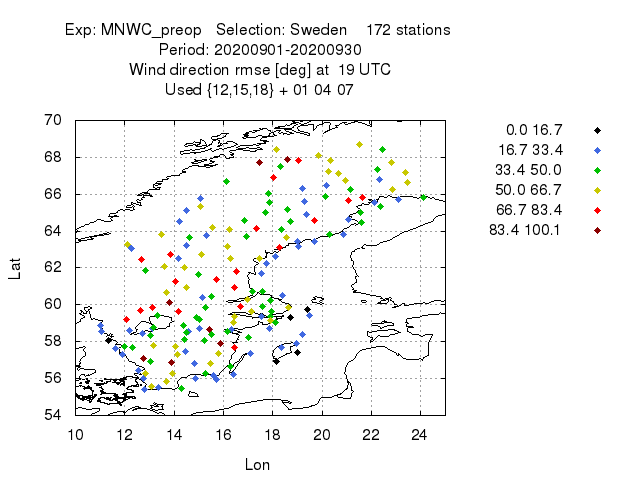 Exp: MNWC_preop   Selection: Sweden    172 stations
Period: 20200901-20200930
Wind direction rmse [deg] at  19 UTC
Used {12,15,18} + 01 04 07
0.0 16.7
16.7 33.4
33.4 50.0
50.0 66.7
66.7 83.4
83.4 100.1
70
68
66
64
62
60
58
56
54
Lat
10 12 14 16 18 20 22 24
Lon